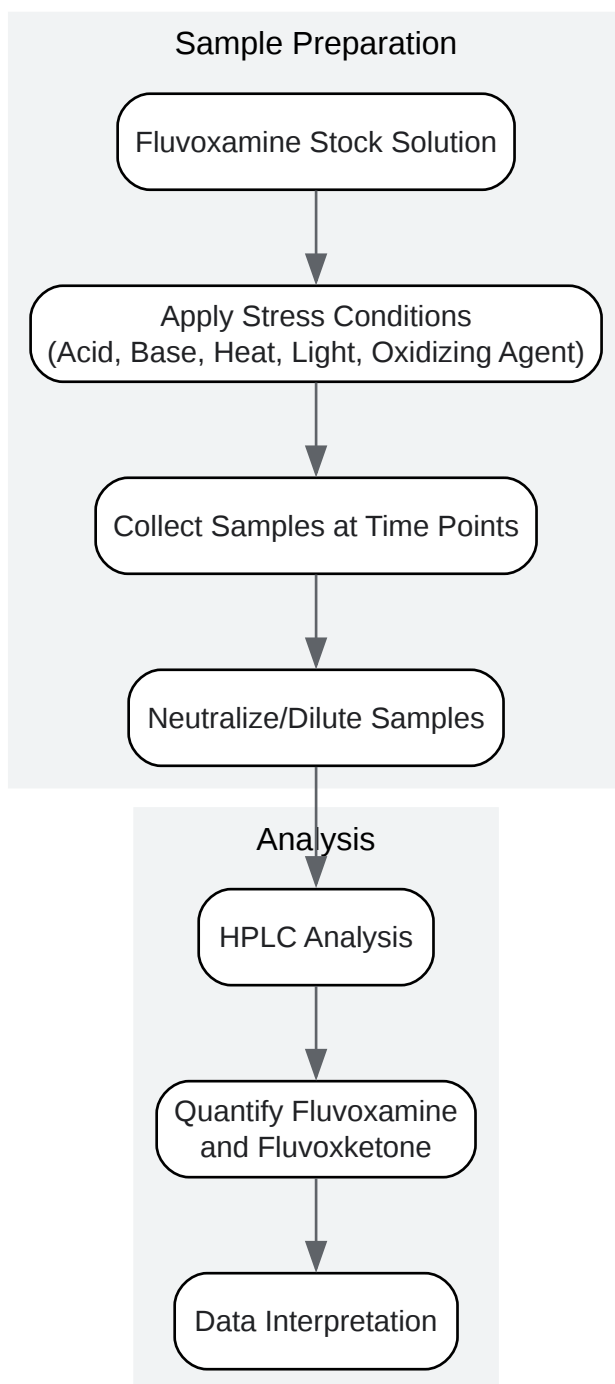 Sample Preparation
Fluvoxamine Stock Solution
Apply Stress Conditions
(Acid, Base, Heat, Light, Oxidizing Agent)
Collect Samples at Time Points
Neutralize/Dilute Samples
Analysis
HPLC Analysis
Quantify Fluvoxamine
and Fluvoxketone
Data Interpretation